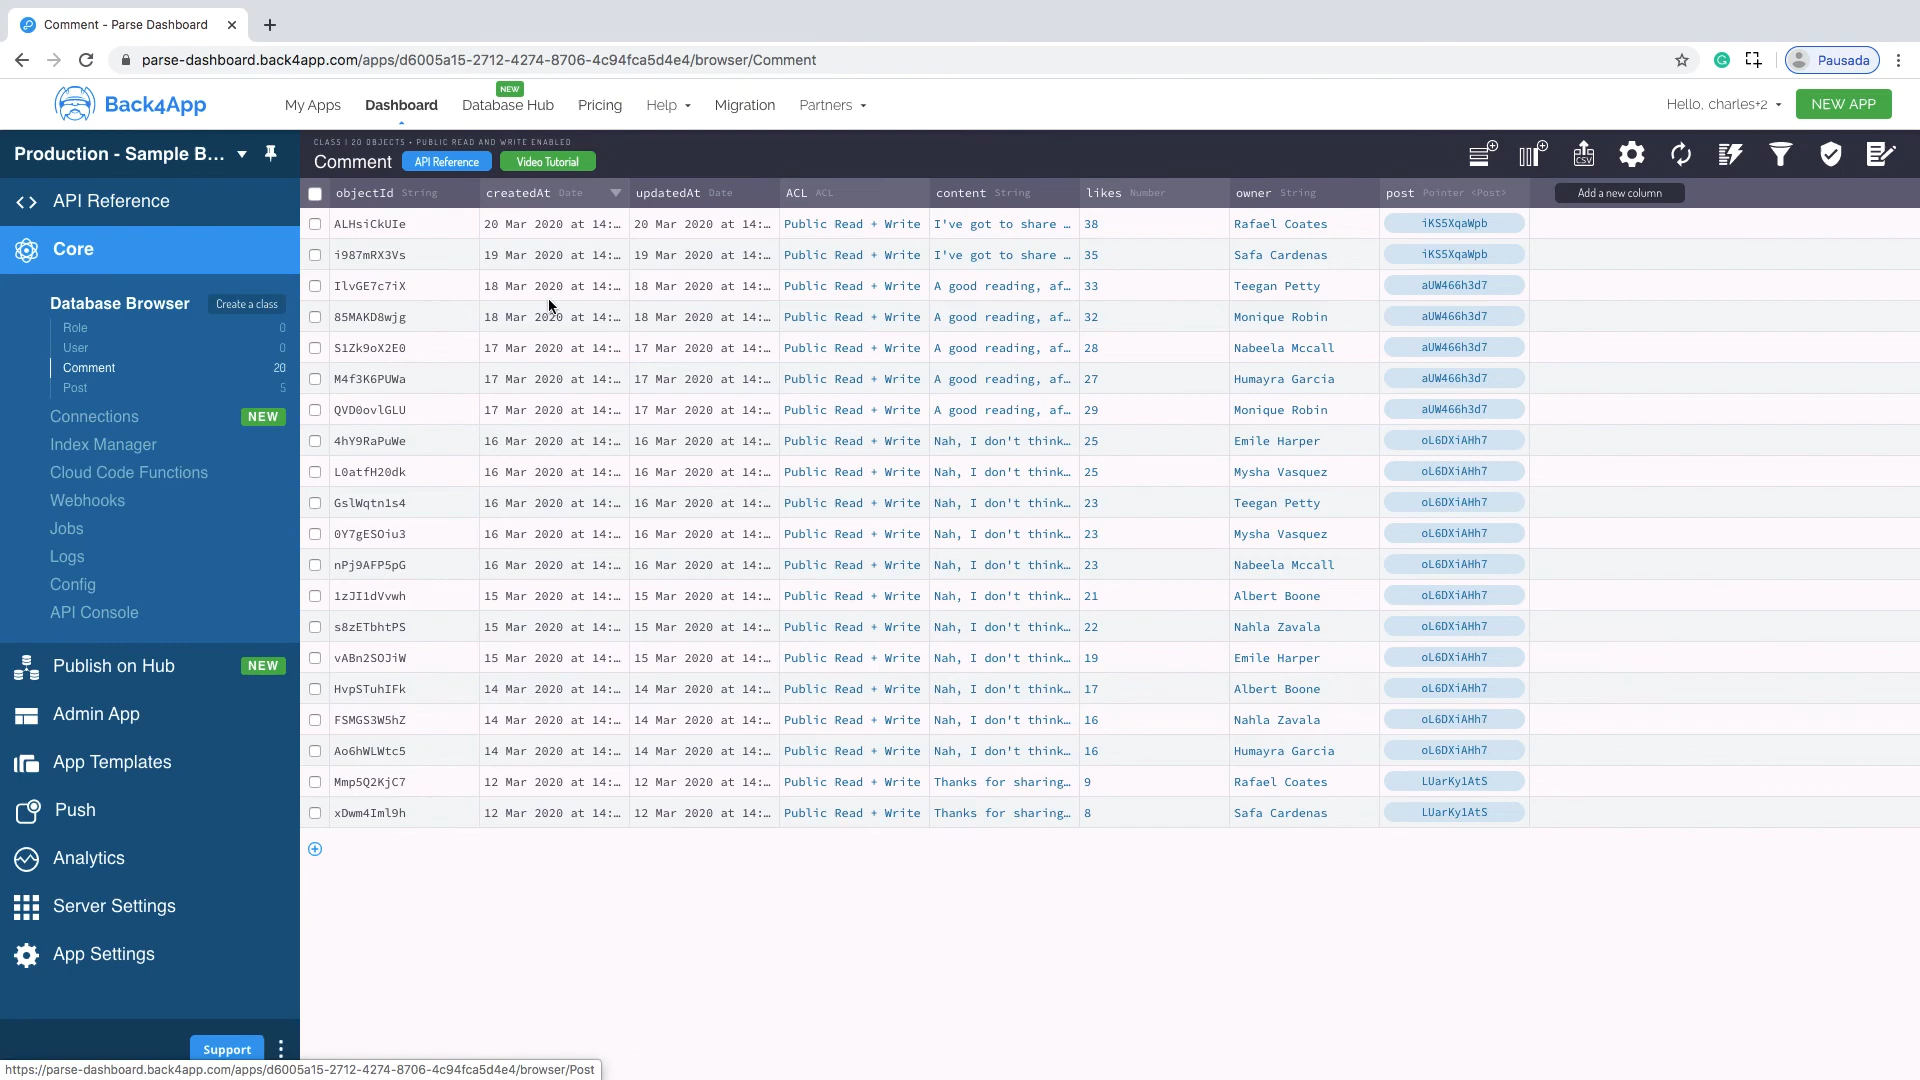 Comment - Parse Dashboard
parse-dashboard.back4app.com/apps/d6005a15-2712-4274-8706-4c94fca5d4e4/browser/Comment
Pausada
Back4App
My Apps Dashboard Database Hub NEW Pricing Help Migration Partners Hello, charles+2 NEW APP
Production - Sample B...
API Reference
Core
Database Browser Create a class
Role 0
User 0
Comment 20
Post 5
Connections NEW
Index Manager
Cloud Code Functions
Webhooks
Jobs
Logs
Config
API Console
Publish on Hub NEW
Admin App
App Templates
Push
Analytics
Server Settings
App Settings
Support
CLASS | 20 OBJECTS • PUBLIC READ AND WRITE ENABLED
Comment API Reference Video Tutorial
CSV
objectId String createdAt Date updatedAt Date ACL ACL content String likes Number owner String post Pointer <Post> Add a new column
ALHsiCkUIe 20 Mar 2020 at 14:… 20 Mar 2020 at 14:… Public Read + Write I've got to share … 38 Rafael Coates iKS5XqaWpb
i987mRX3Vs 19 Mar 2020 at 14:… 19 Mar 2020 at 14:… Public Read + Write I've got to share … 35 Safa Cardenas iKS5XqaWpb
IlvGE7c7iX 18 Mar 2020 at 14:… 18 Mar 2020 at 14:… Public Read + Write A good reading, af… 33 Teegan Petty aUW466h3d7
85MAKD8wjg 18 Mar 2020 at 14:… 18 Mar 2020 at 14:… Public Read + Write A good reading, af… 32 Monique Robin aUW466h3d7
S1Zk9oX2E0 17 Mar 2020 at 14:… 17 Mar 2020 at 14:… Public Read + Write A good reading, af… 28 Nabeela Mccall aUW466h3d7
M4f3K6PUWa 17 Mar 2020 at 14:… 17 Mar 2020 at 14:… Public Read + Write A good reading, af… 27 Humayra Garcia aUW466h3d7
QVD0ovlGLU 17 Mar 2020 at 14:… 17 Mar 2020 at 14:… Public Read + Write A good reading, af… 29 Monique Robin aUW466h3d7
4hY9RaPuWe 16 Mar 2020 at 14:… 16 Mar 2020 at 14:… Public Read + Write Nah, I don't think… 25 Emile Harper oL6DXiAHh7
L0atfH20dk 16 Mar 2020 at 14:… 16 Mar 2020 at 14:… Public Read + Write Nah, I don't think… 25 Mysha Vasquez oL6DXiAHh7
GslWqtn1s4 16 Mar 2020 at 14:… 16 Mar 2020 at 14:… Public Read + Write Nah, I don't think… 23 Teegan Petty oL6DXiAHh7
0Y7gESOiu3 16 Mar 2020 at 14:… 16 Mar 2020 at 14:… Public Read + Write Nah, I don't think… 23 Mysha Vasquez oL6DXiAHh7
nPj9AFP5pG 16 Mar 2020 at 14:… 16 Mar 2020 at 14:… Public Read + Write Nah, I don't think… 23 Nabeela Mccall oL6DXiAHh7
1zJI1dVvwh 15 Mar 2020 at 14:… 15 Mar 2020 at 14:… Public Read + Write Nah, I don't think… 21 Albert Boone oL6DXiAHh7
s8zETbhtPS 15 Mar 2020 at 14:… 15 Mar 2020 at 14:… Public Read + Write Nah, I don't think… 22 Nahla Zavala oL6DXiAHh7
vABn2SOJiW 15 Mar 2020 at 14:… 15 Mar 2020 at 14:… Public Read + Write Nah, I don't think… 19 Emile Harper oL6DXiAHh7
HvpSTuhIFk 14 Mar 2020 at 14:… 14 Mar 2020 at 14:… Public Read + Write Nah, I don't think… 17 Albert Boone oL6DXiAHh7
FSMGS3W5hZ 14 Mar 2020 at 14:… 14 Mar 2020 at 14:… Public Read + Write Nah, I don't think… 16 Nahla Zavala oL6DXiAHh7
Ao6hWLWtc5 14 Mar 2020 at 14:… 14 Mar 2020 at 14:… Public Read + Write Nah, I don't think… 16 Humayra Garcia oL6DXiAHh7
Mmp5Q2KjC7 12 Mar 2020 at 14:… 12 Mar 2020 at 14:… Public Read + Write Thanks for sharing… 9 Rafael Coates LUarKy1AtS
xDwm4Iml9h 12 Mar 2020 at 14:… 12 Mar 2020 at 14:… Public Read + Write Thanks for sharing… 8 Safa Cardenas LUarKy1AtS
https://parse-dashboard.back4app.com/apps/d6005a15-2712-4274-8706-4c94fca5d4e4/browser/Post